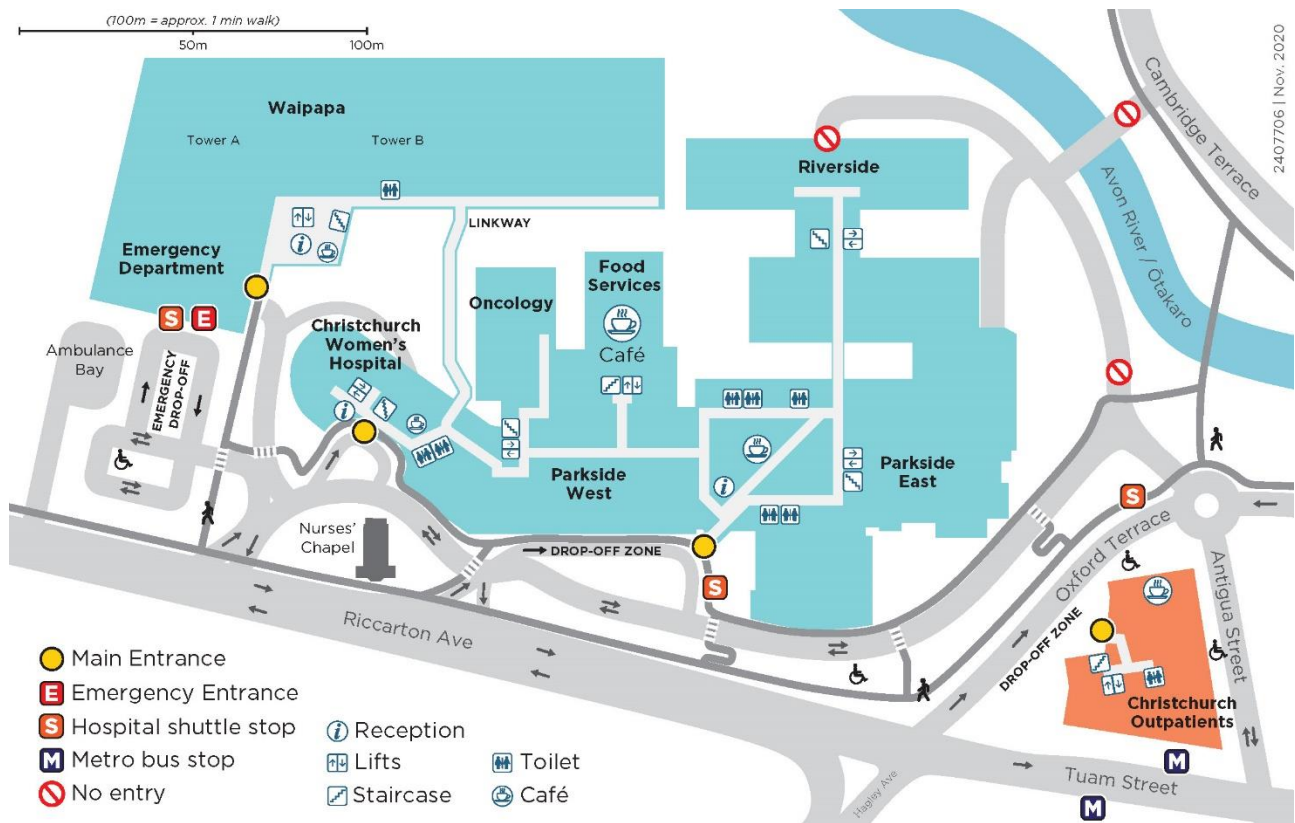 (100m = approx. 1 min walk)
50m
100m
2407706 | Nov. 2020
Waipapa
Tower A
Tower B
Riverside
Cambridge Terrace
Avon River / Ōtakaro
LINKWAY
Emergency
Department
Oncology
Food
Services
Café
S
E
Christchurch
Women's
Hospital
Ambulance
Bay
EMERGENCY
DROP-OFF
Parkside
West
Parkside
East
Nurses'
Chapel
DROP-OFF ZONE
S
S
Oxford Terrace
DROP-OFF ZONE
Antigua Street
Riccarton Ave
Christchurch
Outpatients
M
Tuam Street
M
Hagley Ave
Main Entrance
E Emergency Entrance
S Hospital shuttle stop
M Metro bus stop
No entry
i Reception
Lifts
Staircase
Toilet
Café